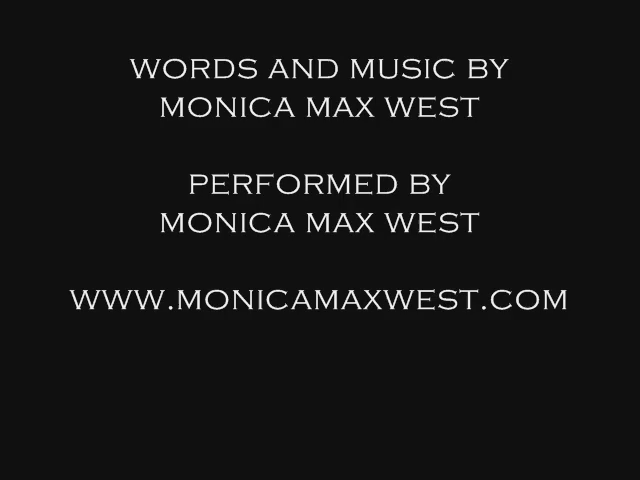 WORDS AND MUSIC BY
MONICA MAX WEST
PERFORMED BY
MONICA MAX WEST
WWW.MONICAMAXWEST.COM